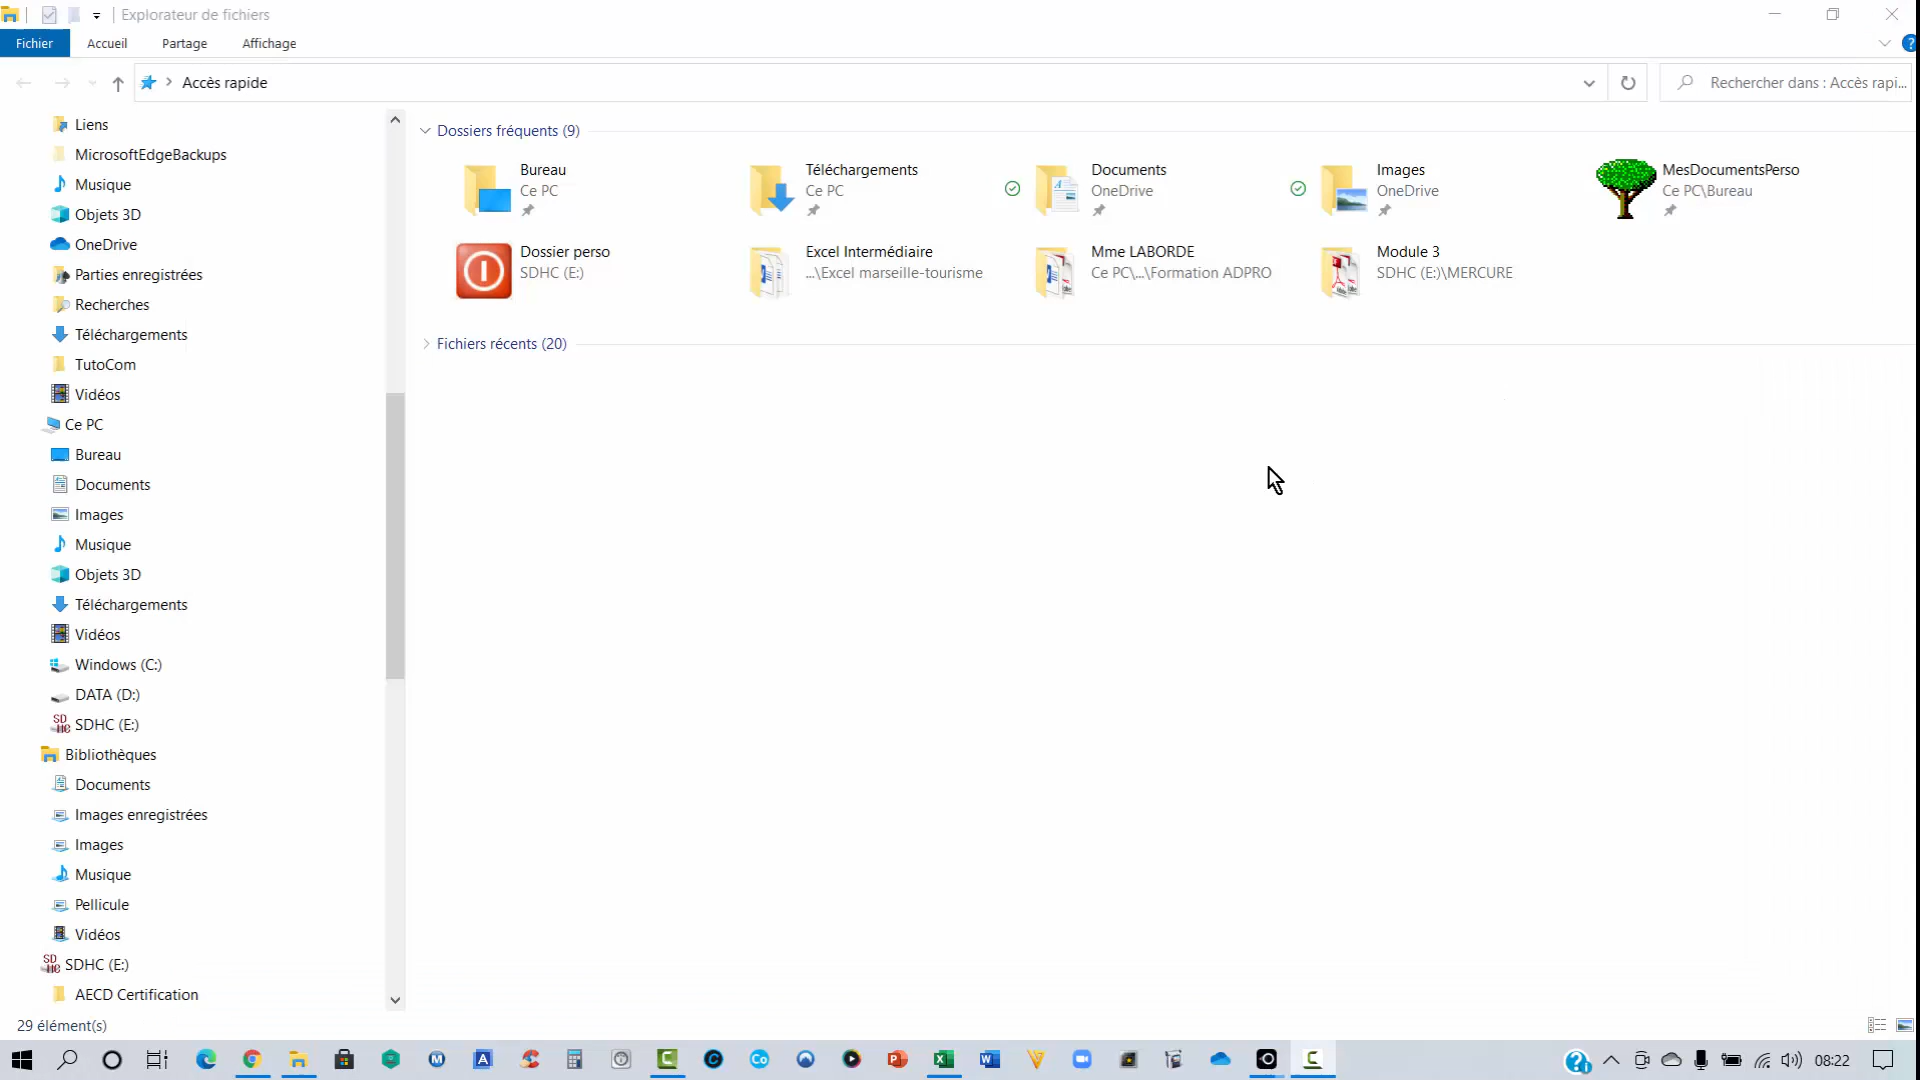 Explorateur de fichiers
Fichier Accueil Partage Affichage
Accès rapide
Rechercher dans : Accès rapi...
Liens
MicrosoftEdgeBackups
Musique
Objets 3D
OneDrive
Parties enregistrées
Recherches
Téléchargements
TutoCom
Vidéos
Ce PC
Bureau
Documents
Images
Musique
Objets 3D
Téléchargements
Vidéos
Windows (C:)
DATA (D:)
SDHC (E:)
Bibliothèques
Documents
Images enregistrées
Images
Musique
Pellicule
Vidéos
SDHC (E:)
AECD Certification
Dossiers fréquents (9)
Bureau
Ce PC
Téléchargements
Ce PC
Documents
OneDrive
Images
OneDrive
MesDocumentsPerso
Ce PC\Bureau
Dossier perso
SDHC (E:)
Excel Intermédiaire
...\Excel marseille-tourisme
Mme LABORDE
Ce PC\...\Formation ADPRO
Module 3
SDHC (E:)\MERCURE
Fichiers récents (20)
29 élément(s)
08:22